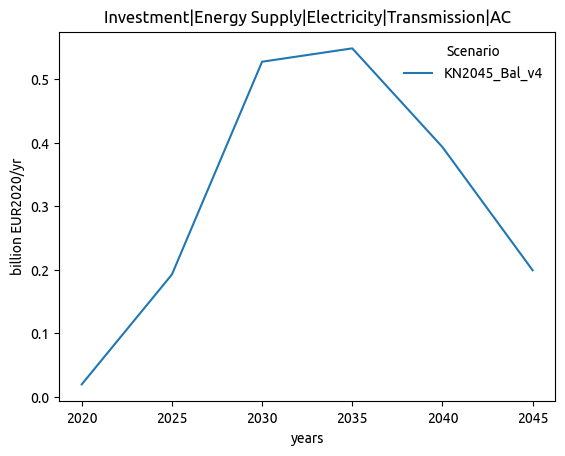 Investment|Energy Supply|Electricity|Transmission|AC
Scenario
KN2045_Bal_v4
billion EUR2020/yr
0.5
0.4
0.3
0.2
0.1
0.0
2020 2025 2030 2035 2040 2045
years